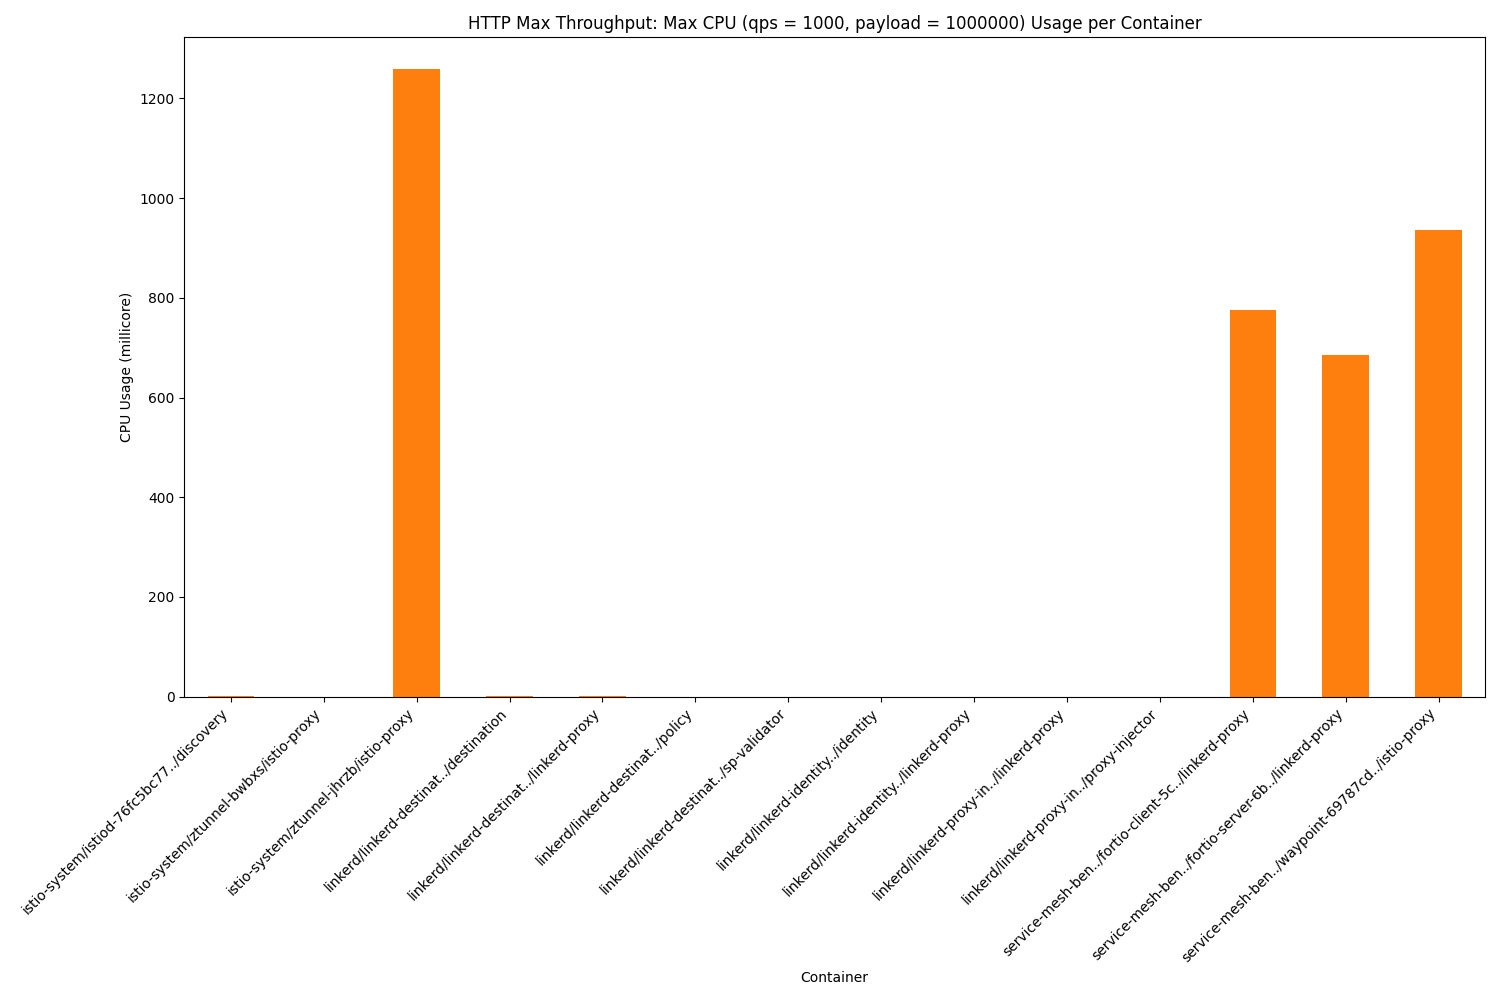 HTTP Max Throughput: Max CPU (qps = 1000, payload = 1000000) Usage per Container
CPU Usage (millicore)
1200
1000
800
600
400
200
0
istio-system/istiod-76fc5bc77../discovery
istio-system/ztunnel-bwbxs/istio-proxy
istio-system/ztunnel-jhrzb/istio-proxy
linkerd/linkerd-destinat../destination
linkerd/linkerd-destinat../linkerd-proxy
linkerd/linkerd-destinat../policy
linkerd/linkerd-destinat../sp-validator
linkerd/linkerd-identity../identity
linkerd/linkerd-identity../linkerd-proxy
linkerd/linkerd-proxy-in../linkerd-proxy
linkerd/linkerd-proxy-in../proxy-injector
service-mesh-ben../fortio-client-5c../linkerd-proxy
service-mesh-ben../fortio-server-6b../linkerd-proxy
service-mesh-ben../waypoint-69787cd../istio-proxy
Container